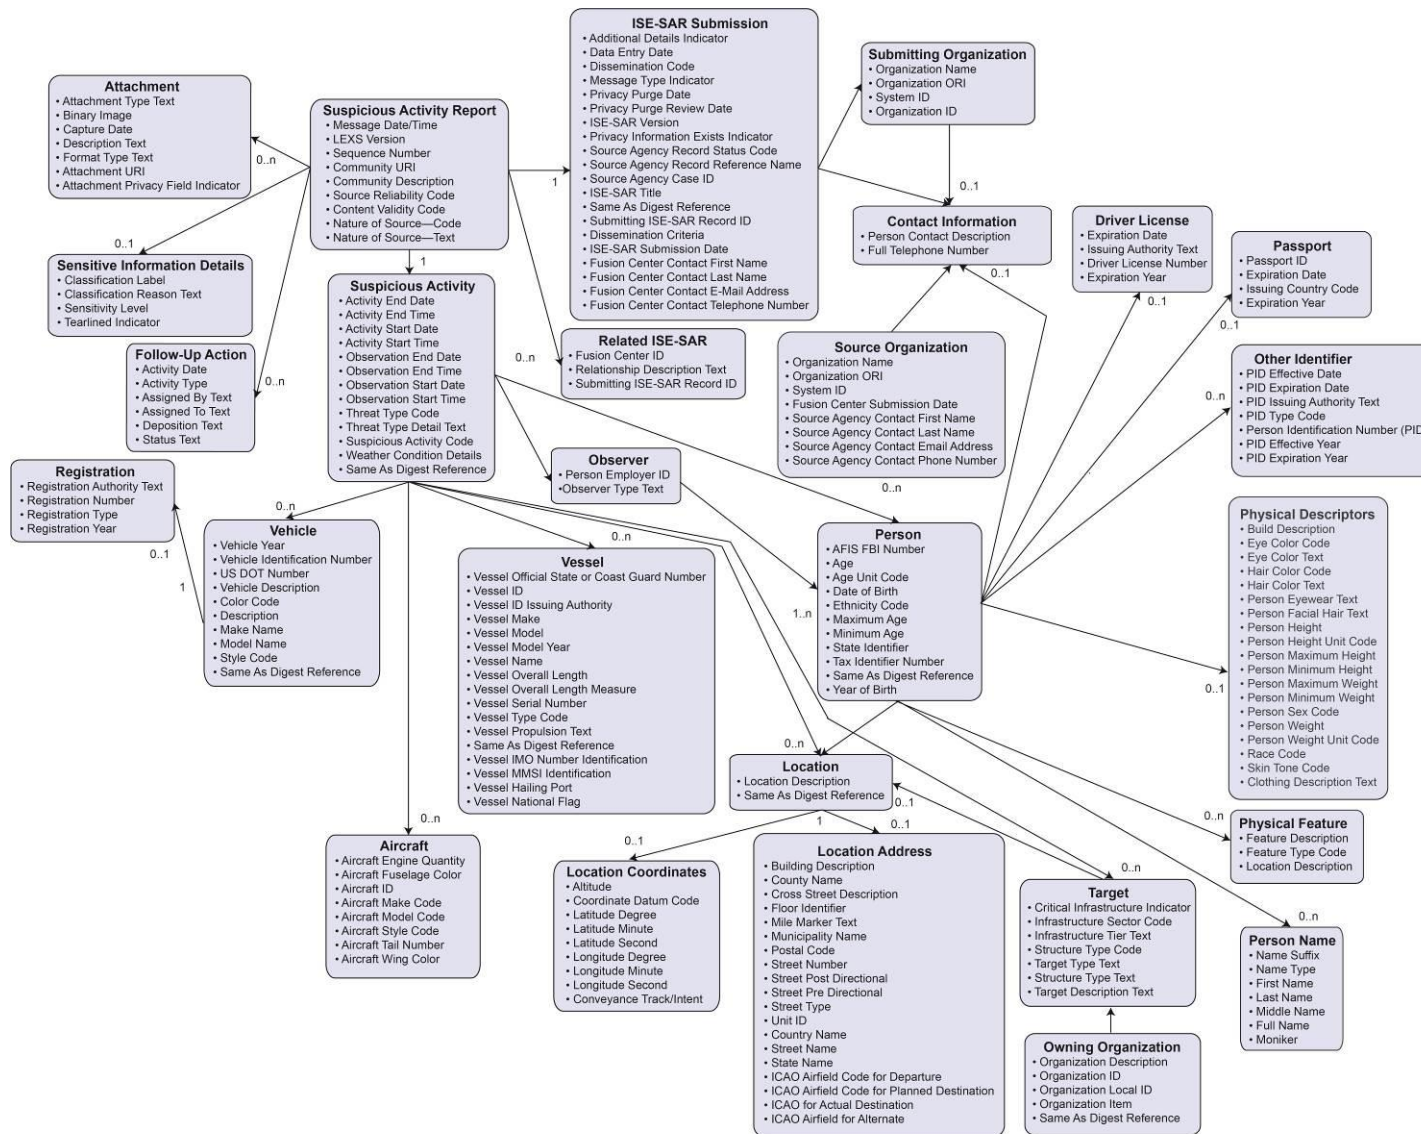 ISE-SAR Submission
• Additional Details Indicator
• Data Entry Date
• Dissemination Code
• Message Type Indicator
• Privacy Purge Date
• Privacy Purge Review Date
• ISE-SAR Version
• Privacy Information Exists Indicator
• Source Agency Record Status Code
• Source Agency Record Reference Name
• Source Agency Case ID
• ISE-SAR Title
• Same As Digest Reference
• Submitting ISE-SAR Record ID
• Dissemination Criteria
• ISE-SAR Submission Date
• Fusion Center Contact First Name
• Fusion Center Contact Last Name
• Fusion Center Contact E-Mail Address
• Fusion Center Contact Telephone Number
Submitting Organization
• Organization Name
• Organization ORI
• System ID
• Organization ID
Attachment
• Attachment Type Text
• Binary Image
• Capture Date
• Description Text
• Format Type Text
• Attachment URI
• Attachment Privacy Field Indicator
0..n
Suspicious Activity Report
• Message Date/Time
• LEXS Version
• Sequence Number
• Community URI
• Community Description
• Source Reliability Code
• Content Validity Code
• Nature of Source—Code
• Nature of Source—Text
1
0..1
Contact Information
• Person Contact Description
• Full Telephone Number
0..1
Driver License
• Expiration Date
• Issuing Authority Text
• Driver License Number
• Expiration Year
0..1
Passport
• Passport ID
• Expiration Date
• Issuing Country Code
• Expiration Year
0..1
0..1
Sensitive Information Details
• Classification Label
• Classification Reason Text
• Sensitivity Level
• Tearlined Indicator
1
Suspicious Activity
• Activity End Date
• Activity End Time
• Activity Start Date
• Activity Start Time
• Observation End Date
• Observation End Time
• Observation Start Date
• Observation Start Time
• Threat Type Code
• Threat Type Detail Text
• Suspicious Activity Code
• Weather Condition Details
• Same As Digest Reference
0..n
Related ISE-SAR
• Fusion Center ID
• Relationship Description Text
• Submitting ISE-SAR Record ID
Source Organization
• Organization Name
• Organization ORI
• System ID
• Fusion Center Submission Date
• Source Agency Contact First Name
• Source Agency Contact Last Name
• Source Agency Contact Email Address
• Source Agency Contact Phone Number
Other Identifier
• PID Effective Date
• PID Expiration Date
• PID Issuing Authority Text
• PID Type Code
• Person Identification Number (PID
• PID Effective Year
• PID Expiration Year
0..n
Follow-Up Action
• Activity Date
• Activity Type
• Assigned By Text
• Assigned To Text
• Deposition Text
• Status Text
0..n
Registration
• Registration Authority Text
• Registration Number
• Registration Type
• Registration Year
0..1
1
Observer
• Person Employer ID
•Observer Type Text
0..n
0..n
Vehicle
• Vehicle Year
• Vehicle Identification Number
• US DOT Number
• Vehicle Description
• Color Code
• Description
• Make Name
• Model Name
• Style Code
• Same As Digest Reference
0..n
Vessel
• Vessel Official State or Coast Guard Number
• Vessel ID
• Vessel ID Issuing Authority
• Vessel Make
• Vessel Model
• Vessel Model Year
• Vessel Name
• Vessel Overall Length
• Vessel Overall Length Measure
• Vessel Serial Number
• Vessel Type Code
• Vessel Propulsion Text
• Same As Digest Reference
• Vessel IMO Number Identification
• Vessel MMSI Identification
• Vessel Hailing Port
• Vessel National Flag
1..n
Person
• AFIS FBI Number
• Age
• Age Unit Code
• Date of Birth
• Ethnicity Code
• Maximum Age
• Minimum Age
• State Identifier
• Tax Identifier Number
• Same As Digest Reference
• Year of Birth
Physical Descriptors
• Build Description
• Eye Color Code
• Eye Color Text
• Hair Color Code
• Hair Color Text
• Person Eyewear Text
• Person Facial Hair Text
• Person Height
• Person Height Unit Code
• Person Maximum Height
• Person Minimum Height
• Person Maximum Weight
• Person Minimum Weight
• Person Sex Code
• Person Weight
• Person Weight Unit Code
• Race Code
• Skin Tone Code
• Clothing Description Text
0..1
0..n
Location
• Location Description
• Same As Digest Reference
0..1
1
0..1
0..1
0..n
Physical Feature
• Feature Description
• Feature Type Code
• Location Description
0..n
Aircraft
• Aircraft Engine Quantity
• Aircraft Fuselage Color
• Aircraft ID
• Aircraft Make Code
• Aircraft Model Code
• Aircraft Style Code
• Aircraft Tail Number
• Aircraft Wing Color
Location Coordinates
• Altitude
• Coordinate Datum Code
• Latitude Degree
• Latitude Minute
• Latitude Second
• Longitude Degree
• Longitude Minute
• Longitude Second
• Conveyance Track/Intent
Location Address
• Building Description
• County Name
• Cross Street Description
• Floor Identifier
• Mile Marker Text
• Municipality Name
• Postal Code
• Street Number
• Street Post Directional
• Street Pre Directional
• Street Type
• Unit ID
• Country Name
• Street Name
• State Name
• ICAO Airfield Code for Departure
• ICAO Airfield Code for Planned Destination
• ICAO for Actual Destination
• ICAO Airfield for Alternate
0..n
Target
• Critical Infrastructure Indicator
• Infrastructure Sector Code
• Infrastructure Tier Text
• Structure Type Code
• Target Type Text
• Structure Type Text
• Target Description Text
0..n
Person Name
• Name Suffix
• Name Type
• First Name
• Last Name
• Middle Name
• Full Name
• Moniker
Owning Organization
• Organization Description
• Organization ID
• Organization Local ID
• Organization Item
• Same As Digest Reference